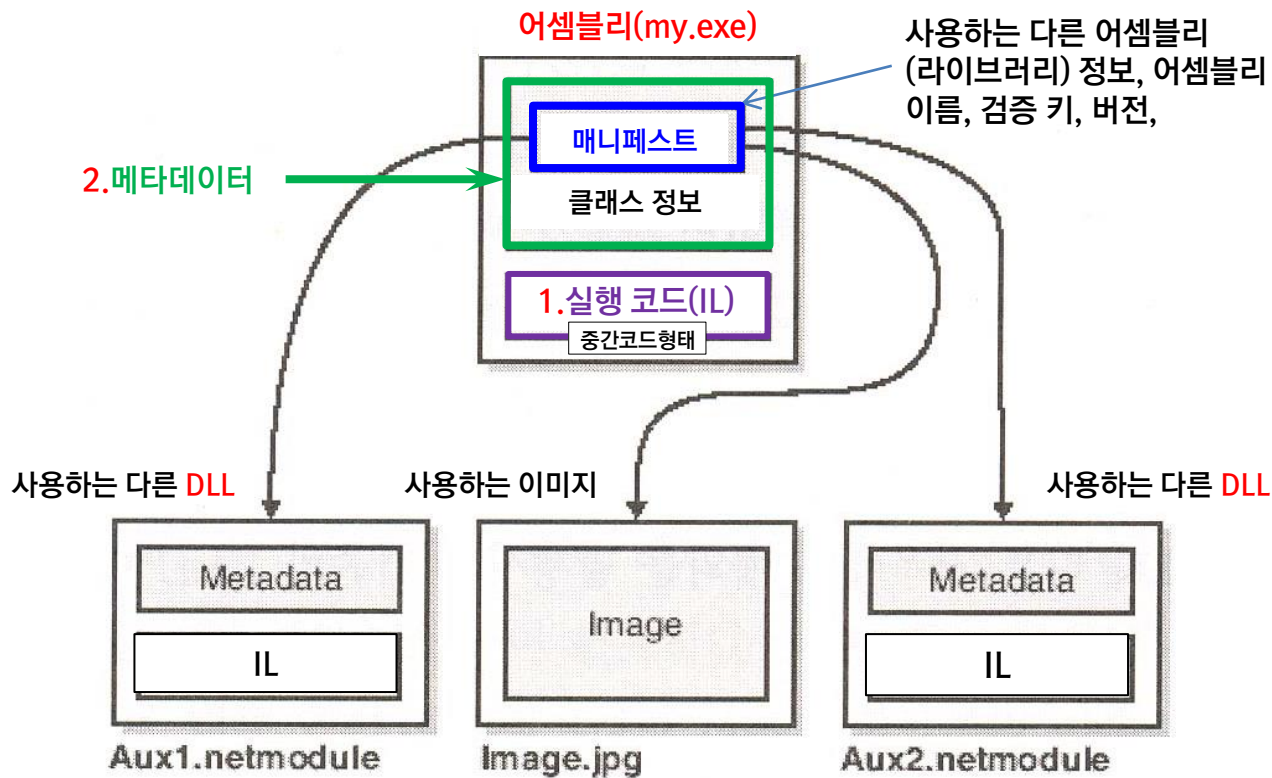 어셈블리(my.exe)
사용하는 다른 어셈블리
(라이브러리) 정보, 어셈블리
이름, 검증 키, 버전,
매니페스트
2.메타데이터
클래스 정보
1.실행 코드(IL)
중간코드형태
사용하는 다른 DLL
사용하는 이미지
사용하는 다른 DLL
Metadata
IL
Image
Metadata
IL
Aux1.netmodule
Image.jpg
Aux2.netmodule